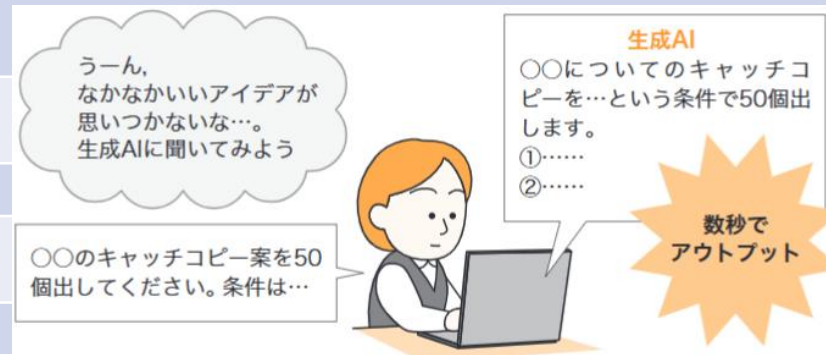 うーん,
なかなかいいアイデアが
思いつかないな…。
生成AIに聞いてみよう
○○のキャッチコピー案を50
個出してください。条件は…
生成AI
○○についてのキャッチコ
ピーを…という条件で50個出
します。
①……
②……
数秒で
アウトプット